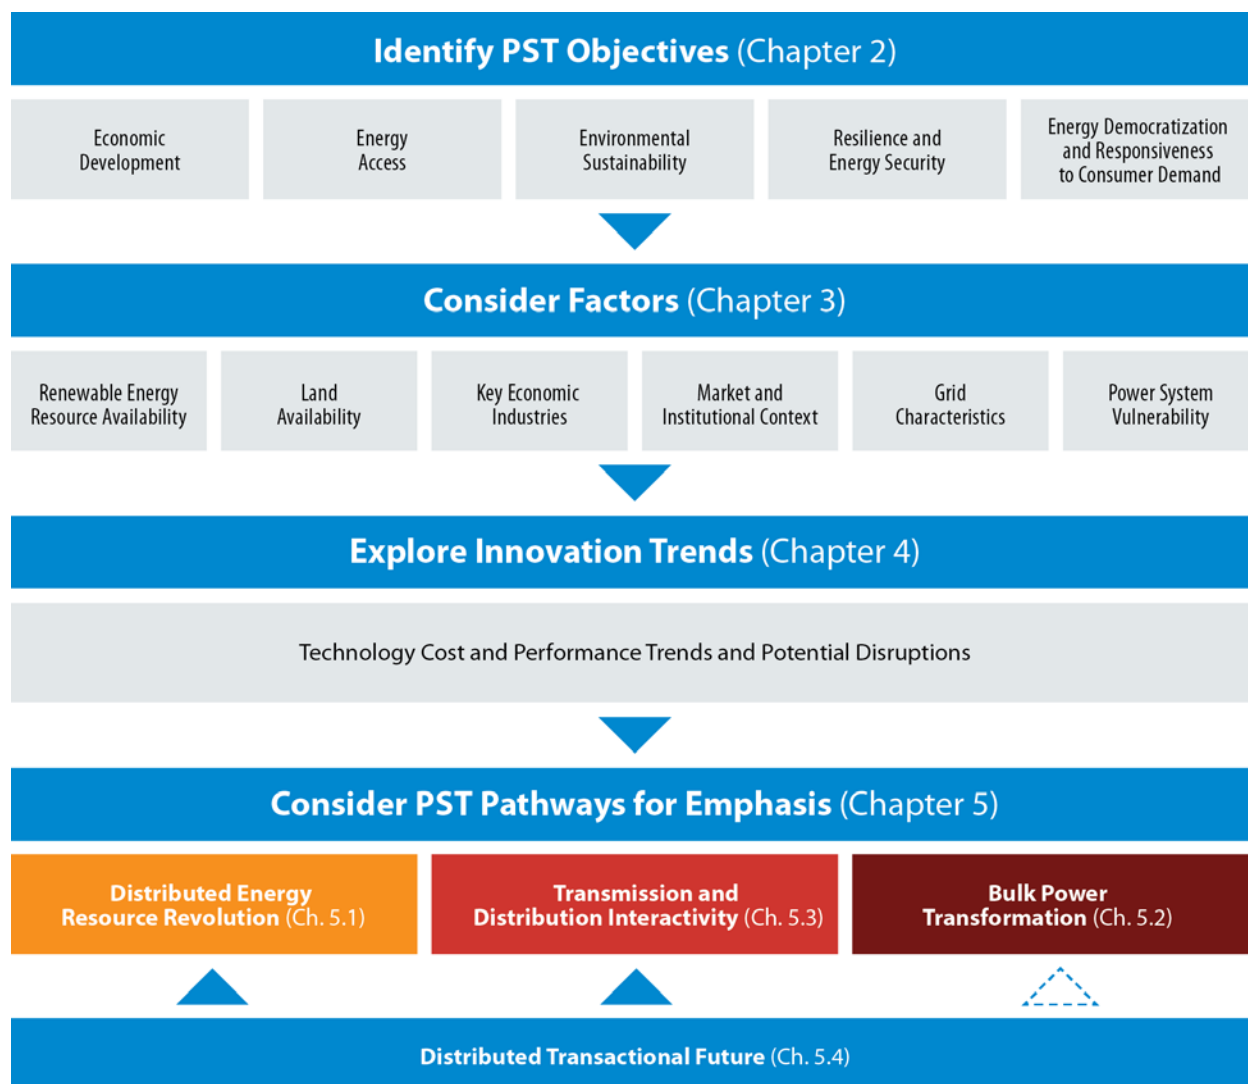 Identify PST Objectives (Chapter 2)
Economic
Development
Energy
Access
Environmental
Sustainability
Resilience and
Energy Security
Energy Democratization
and Responsiveness
to Consumer Demand
Consider Factors (Chapter 3)
Renewable Energy
Resource Availability
Land
Availability
Key Economic
Industries
Market and
Institutional Context
Grid
Characteristics
Power System
Vulnerability
Explore Innovation Trends (Chapter 4)
Technology Cost and Performance Trends and Potential Disruptions
Consider PST Pathways for Emphasis (Chapter 5)
Distributed Energy
Resource Revolution (Ch. 5.1)
Transmission and
Distribution Interactivity (Ch. 5.3)
Bulk Power
Transformation (Ch. 5.2)
Distributed Transactional Future (Ch. 5.4)